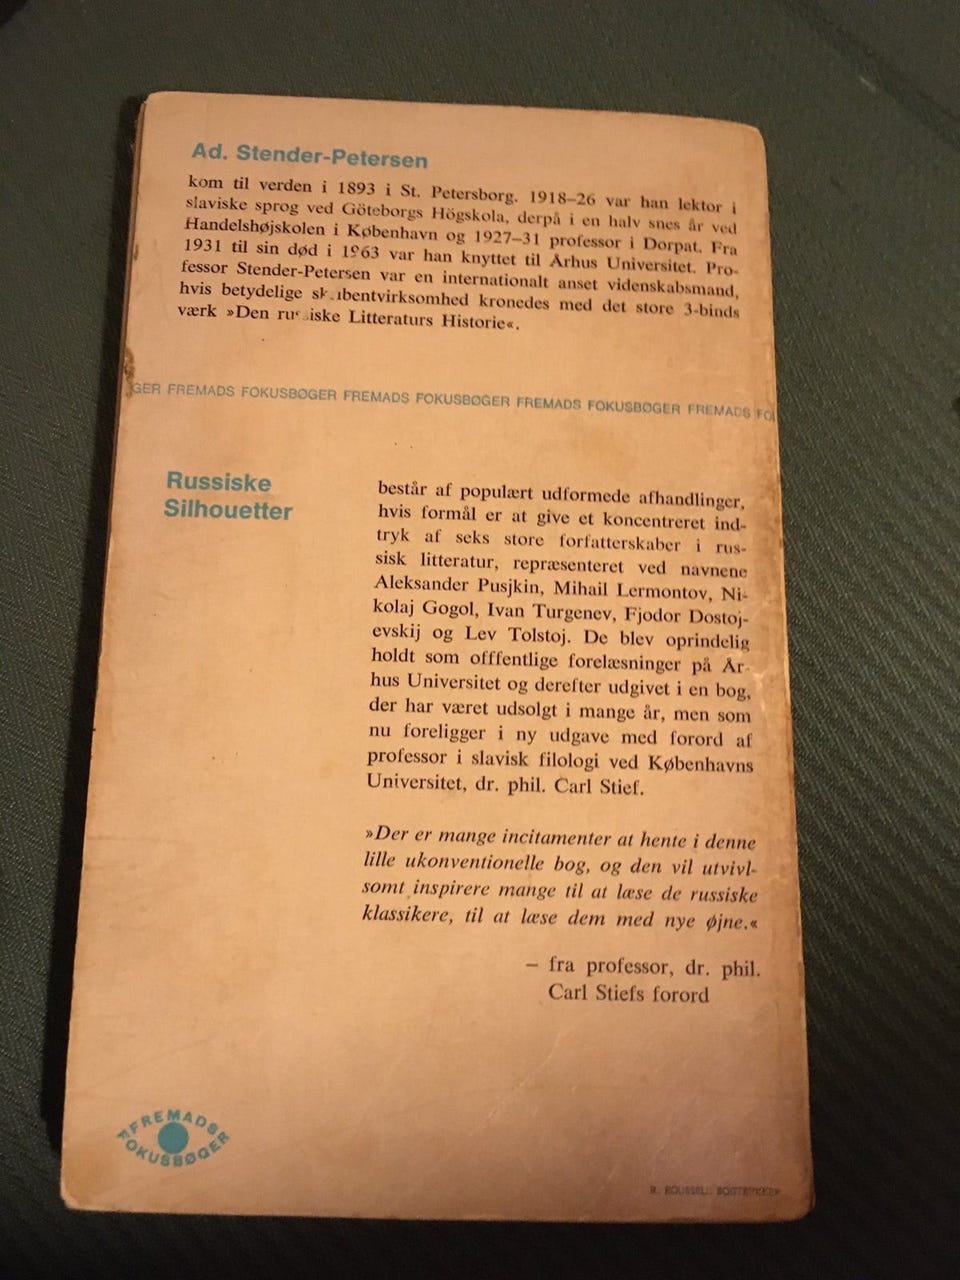 Ad. Stender-Petersen
kom til verden i 1893 i St. Petersborg. 1918–26 var han lektor i
slaviske sprog ved Göteborgs Högskola, derpå i en halv snes år ved
Handelshøjskolen i København og 1927–31 professor i Dorpat. Fra
1931 til sin død i 1963 var han knyttet til Århus Universitet. Pro-
fessor Stender-Petersen var en internationalt anset videnskabsmand,
hvis betydelige skribentvirksomhed kronedes med det store 3-binds
værk »Den russiske Litteraturs Historie«.
GER FREMADS FOKUSBØGER FREMADS FOKUSBØGER FREMADS FOKUSBØGER FREMADS FO
Russiske
Silhouetter
består af populært udformede afhandlinger,
hvis formål er at give et koncentreret ind-
tryk af seks store forfatterskaber i rus-
sisk litteratur, repræsenteret ved navnene
Aleksander Pusjkin, Mihail Lermontov, Ni-
kolaj Gogol, Ivan Turgenev, Fjodor Dostoj-
evskij og Lev Tolstoj. De blev oprindelig
holdt som offfentlige forelæsninger på År-
hus Universitet og derefter udgivet i en bog,
der har været udsolgt i mange år, men som
nu foreligger i ny udgave med forord af
professor i slavisk filologi ved Københavns
Universitet, dr. phil. Carl Stief.
»Der er mange incitamenter at hente i denne
lille ukonventionelle bog, og den vil utvivl-
somt inspirere mange til at læse de russiske
klassikere, til at læse dem med nye øjne.«
– fra professor, dr. phil.
Carl Stiefs forord
FREMADS
FOKUSBØGER
R. ROUSSELL BOGTRYKKERI